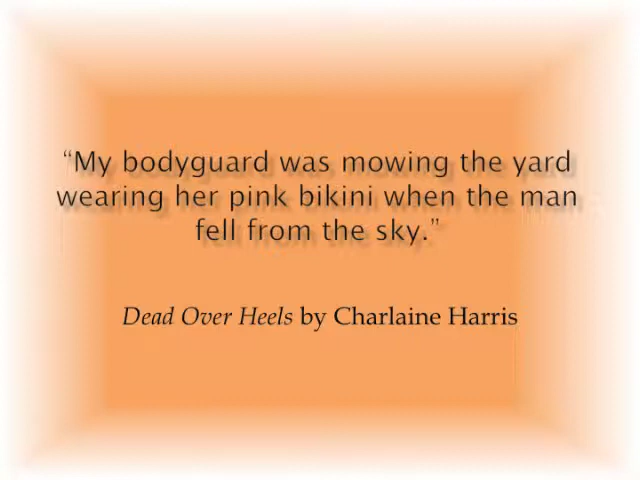 “My bodyguard was mowing the yard
wearing her pink bikini when the man
fell from the sky.”
Dead Over Heels by Charlaine Harris